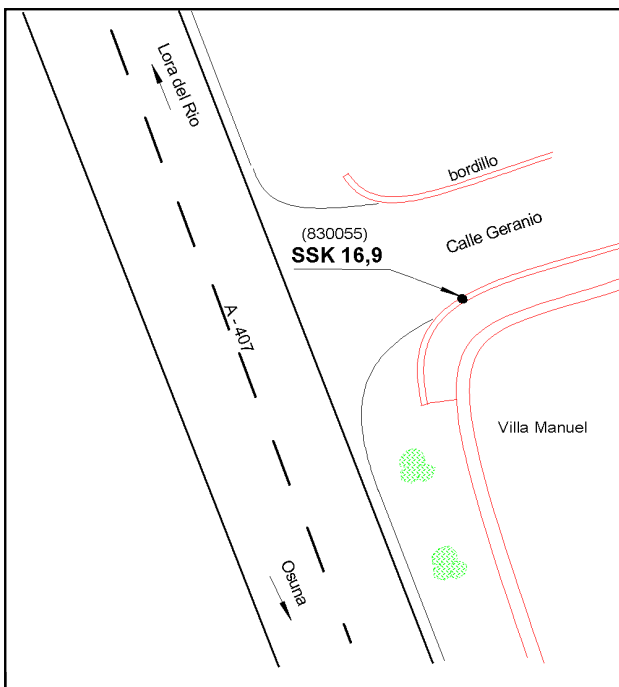 Lora del Rio
bordillo
Calle Geranio
(830055)
SSK 16,9
A - 407
Villa Manuel
Osuna